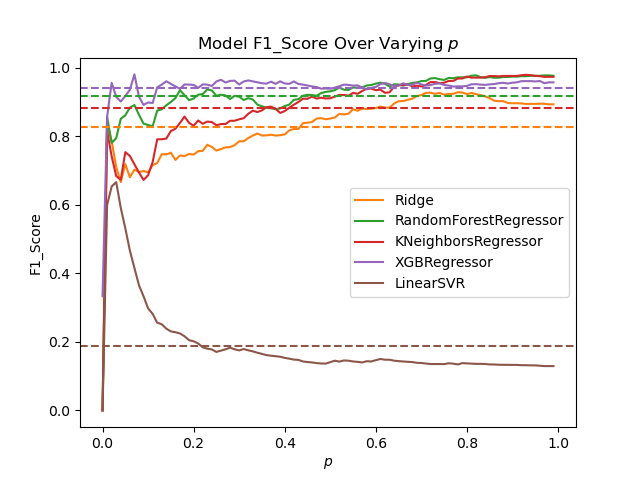 Model F1_Score Over Varying p
F1_Score
1.0
0.8
0.6
0.4
0.2
0.0
Ridge
RandomForestRegressor
KNeighborsRegressor
XGBRegressor
LinearSVR
0.0 0.2 0.4 0.6 0.8 1.0
p